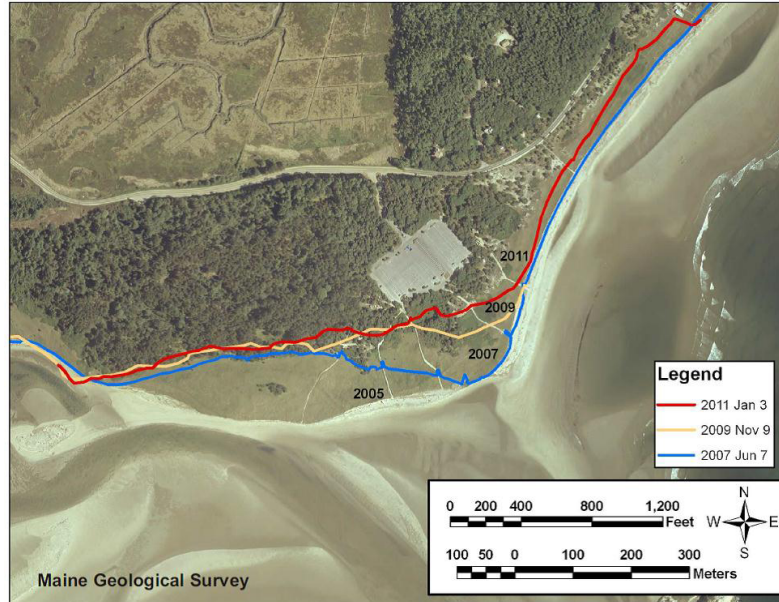 2011
2009
2007
2005
Legend
2011 Jan 3
2009 Nov 9
2007 Jun 7
0 200 400 800 1,200
Feet
100 50 0 100 200 300
Meters
N
W E
S
Maine Geological Survey